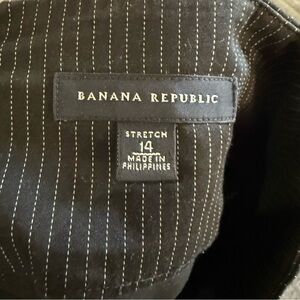 BANANA REPUBLIC
STRETCH
14
MADE IN
PHILIPPINES